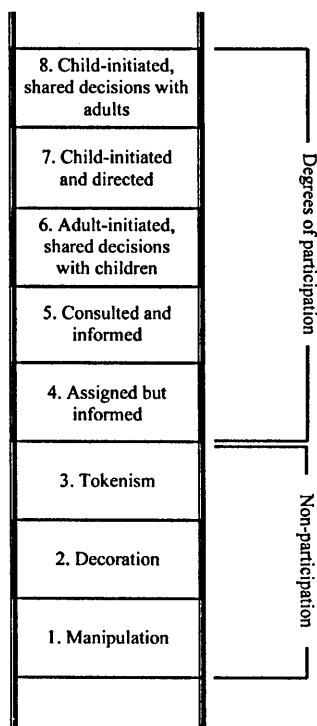 8. Child-initiated,
shared decisions with
adults
7. Child-initiated
and directed
6. Adult-initiated,
shared decisions
with children
5. Consulted and
informed
4. Assigned but
informed
3. Tokenism
2. Decoration
1. Manipulation
Degrees of participation
Non-participation